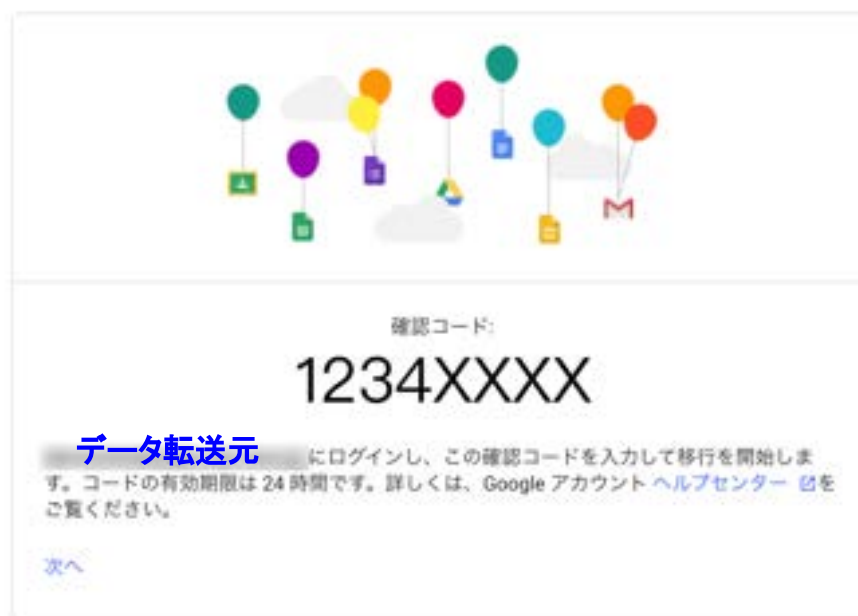 確認コード:
1234XXXX
データ転送元 にログインし、この確認コードを入力して移行を開始しま
す。コードの有効期限は 24 時間です。詳しくは、Google アカウント ヘルプセンター を
ご覧ください。
次へ